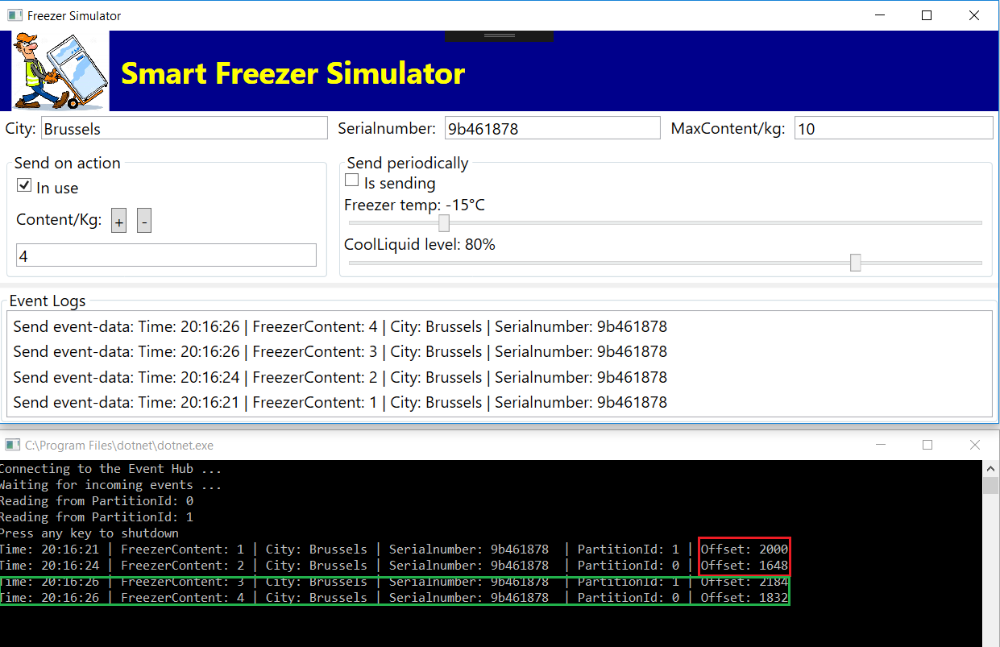 Freezer Simulator
Smart Freezer Simulator
City: Brussels Serialnumber: 9b461878 MaxContent/kg: 10
Send on action
In use
Content/Kg: + -
4
Send periodically
Is sending
Freezer temp: -15°C
CoolLiquid level: 80%
Event Logs
Send event-data: Time: 20:16:26 | FreezerContent: 4 | City: Brussels | Serialnumber: 9b461878
Send event-data: Time: 20:16:26 | FreezerContent: 3 | City: Brussels | Serialnumber: 9b461878
Send event-data: Time: 20:16:24 | FreezerContent: 2 | City: Brussels | Serialnumber: 9b461878
Send event-data: Time: 20:16:21 | FreezerContent: 1 | City: Brussels | Serialnumber: 9b461878
C:\Program Files\dotnet\dotnet.exe
Connecting to the Event Hub ...
Waiting for incoming events ...
Reading from PartitionId: 0
Reading from PartitionId: 1
Press any key to shutdown
Time: 20:16:21 | FreezerContent: 1 | City: Brussels | Serialnumber: 9b461878 | PartitionId: 1 | Offset: 2000
Time: 20:16:24 | FreezerContent: 2 | City: Brussels | Serialnumber: 9b461878 | PartitionId: 0 | Offset: 1648
Time: 20:16:26 | FreezerContent: 3 | City: Brussels | Serialnumber: 9b461878 | PartitionId: 1 | Offset: 2184
Time: 20:16:26 | FreezerContent: 4 | City: Brussels | Serialnumber: 9b461878 | PartitionId: 0 | Offset: 1832